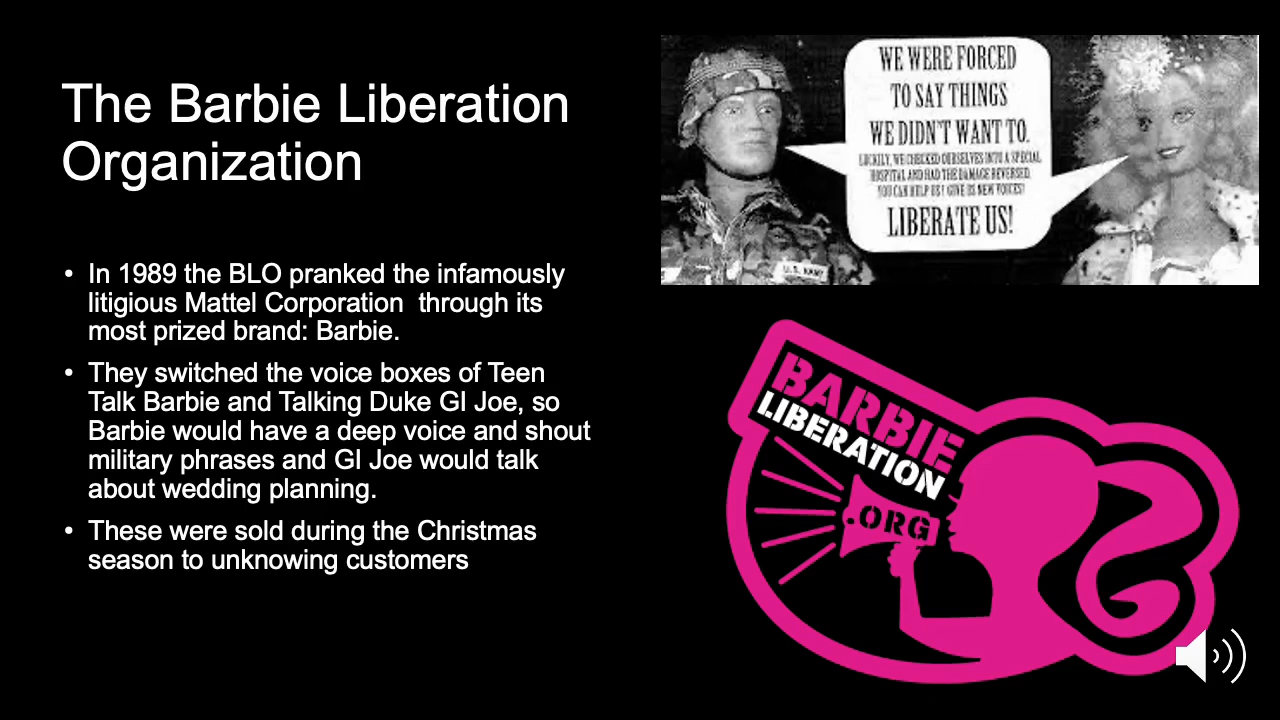 The Barbie Liberation
Organization
• In 1989 the BLO pranked the infamously
litigious Mattel Corporation  through its
most prized brand: Barbie.
• They switched the voice boxes of Teen
Talk Barbie and Talking Duke GI Joe, so
Barbie would have a deep voice and shout
military phrases and GI Joe would talk
about wedding planning.
• These were sold during the Christmas
season to unknowing customers
WE WERE FORCED
TO SAY THINGS
WE DIDN'T WANT TO.
LUCKILY, WE CHECKED OURSELVES INTO A SPECIAL
HOSPITAL AND HAD THE DAMAGE REVERSED.
YOU CAN HELP US! GIVE US NEW VOICES!
LIBERATE US!
U.S. ARMY
BARBIE
LIBERATION
.ORG